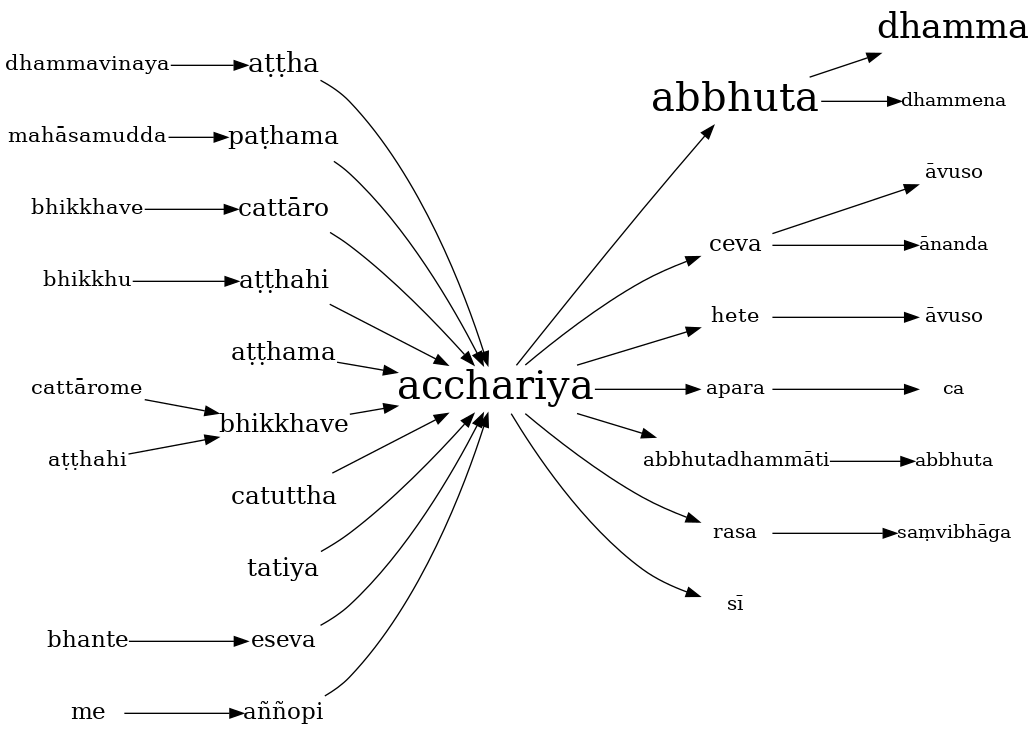 dhamma
dhammavinaya aṭṭha
abbhuta dhammena
mahāsamudda paṭhama
āvuso
bhikkhave cattāro
ceva ānanda
bhikkhu aṭṭhahi
hete āvuso
aṭṭhama
cattārome acchariya apara ca
bhikkhave
aṭṭhahi abbhutadhammāti abbhuta
catuttha
rasa saṃvibhāga
tatiya
sī
bhante eseva
me aññopi